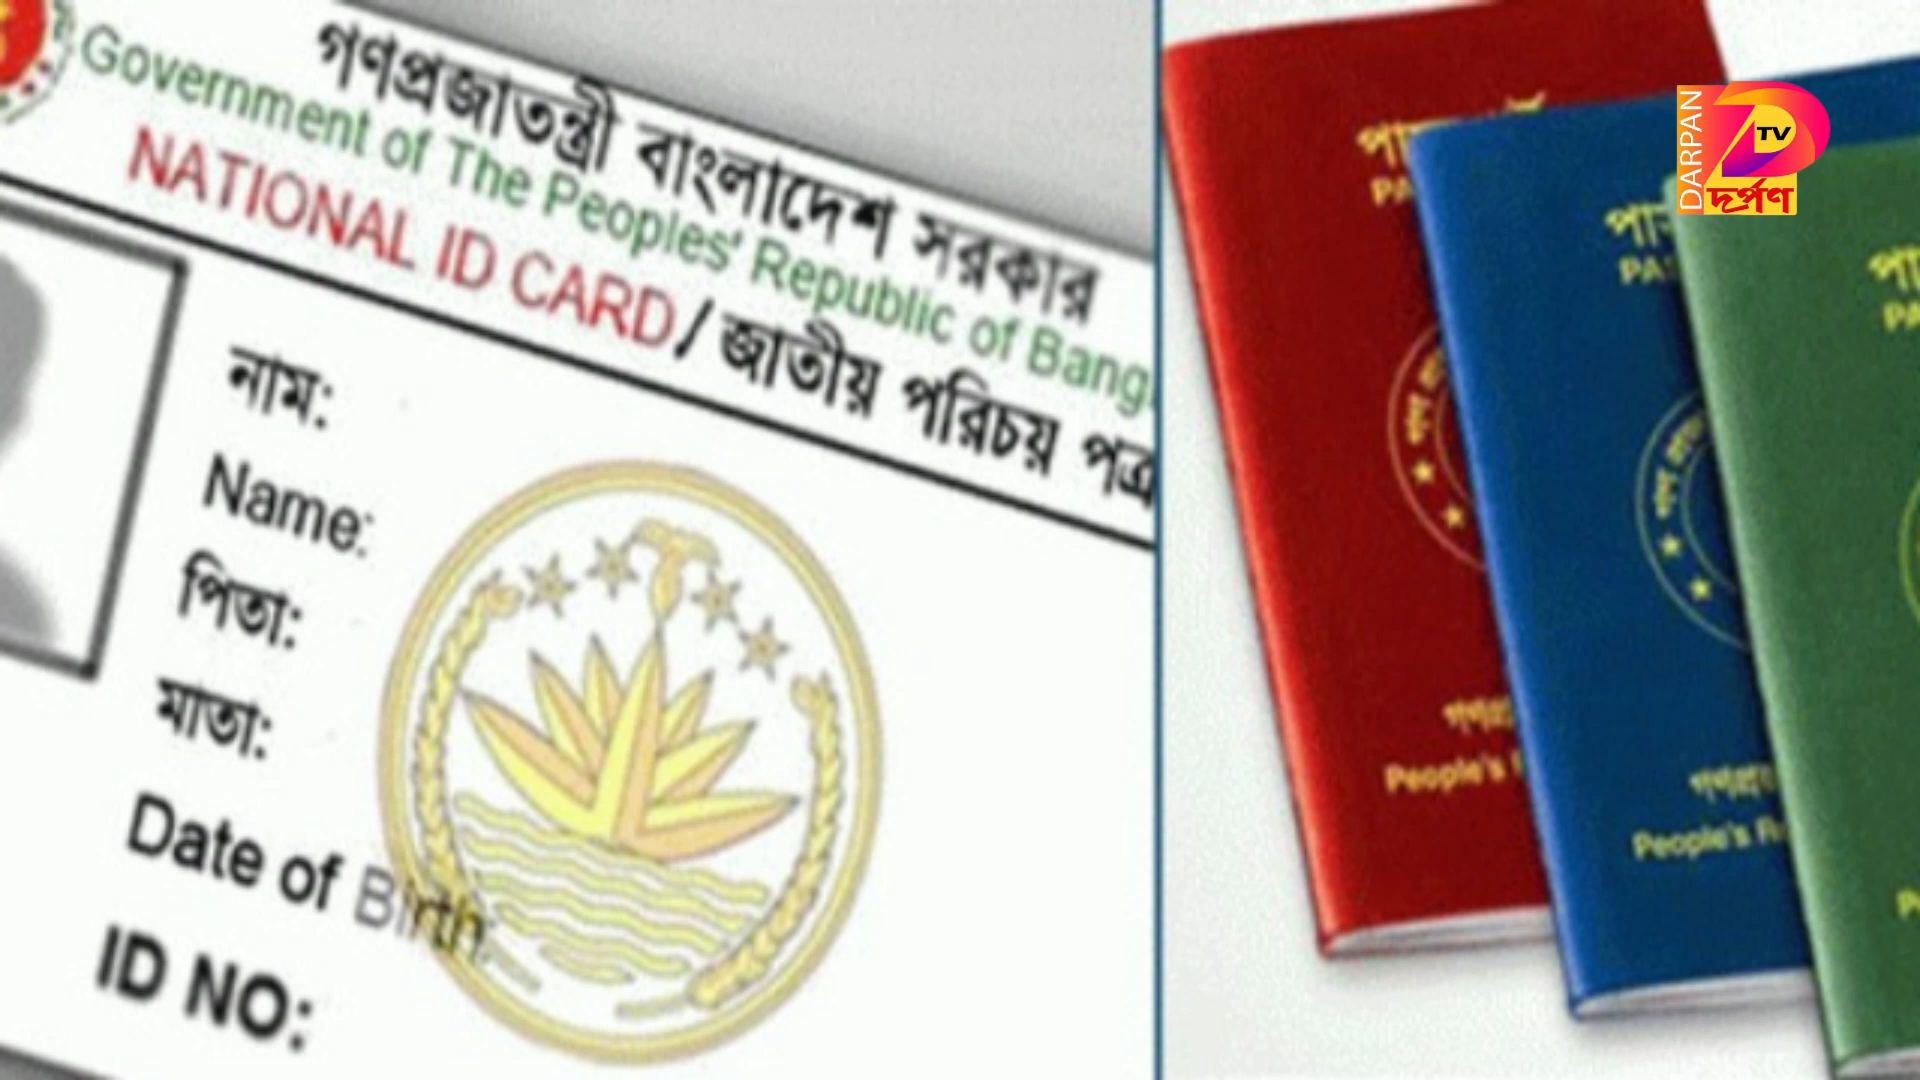 গণপ্রজাতন্ত্রী বাংলাদেশ সরকার
Government of The Peoples' Republic of Bang
NATIONAL ID CARD / জাতীয় পরিচয় পত্র
নাম:
Name:
পিতা:
মাতা:
Date of Birth:
ID NO:
People's
People's
DARPAN
TV
দর্পণ